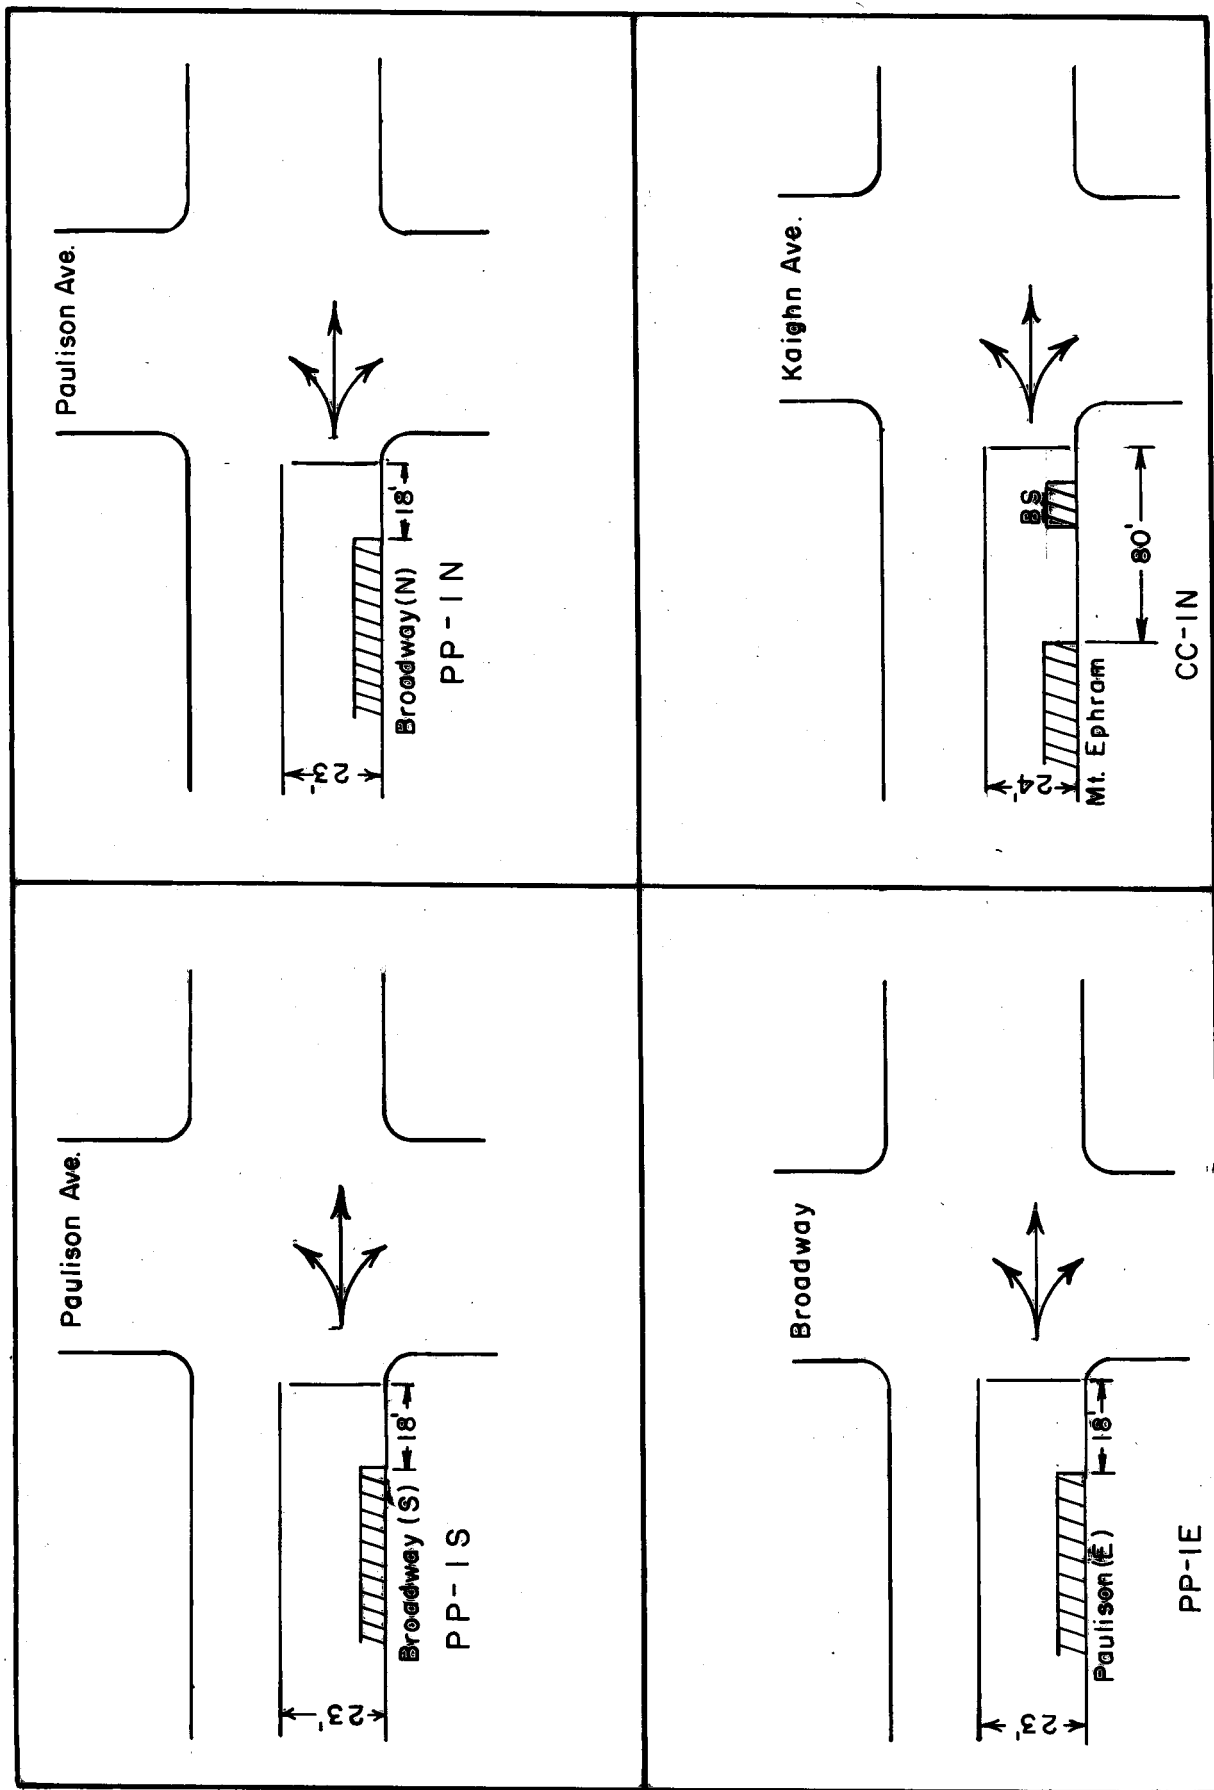 Paulison Ave.
23'
18'
Broadway (S)
PP-1S
Paulison Ave.
23'
18'
Broadway(N)
PP-1N
Broadway
23'
18'
Paulison(E)
PP-1E
Kaighn Ave.
24'
BS
80'
Mt. Ephram
CC-1N